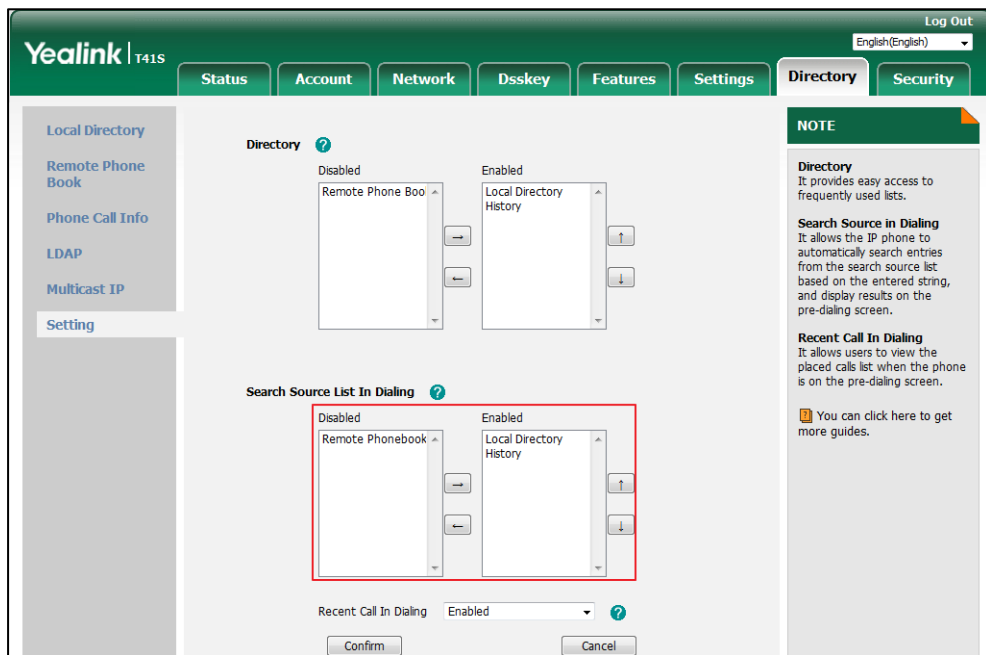 Log Out
English(English)
Yealink | T41S
Status
Account
Network
Dsskey
Features
Settings
Directory
Security
Local Directory
Remote Phone
Book
Phone Call Info
LDAP
Multicast IP
Setting
Directory ?
Disabled
Enabled
Remote Phone Boo
Local Directory
History
→
←
↑
↓
Search Source List In Dialing ?
Disabled
Enabled
Remote Phonebook
Local Directory
History
→
←
↑
↓
Recent Call In Dialing
Enabled
?
Confirm
Cancel
NOTE
Directory
It provides easy access to
frequently used lists.
Search Source in Dialing
It allows the IP phone to
automatically search entries
from the search source list
based on the entered string,
and display results on the
pre-dialing screen.
Recent Call In Dialing
It allows users to view the
placed calls list when the phone
is on the pre-dialing screen.
? You can click here to get
more guides.